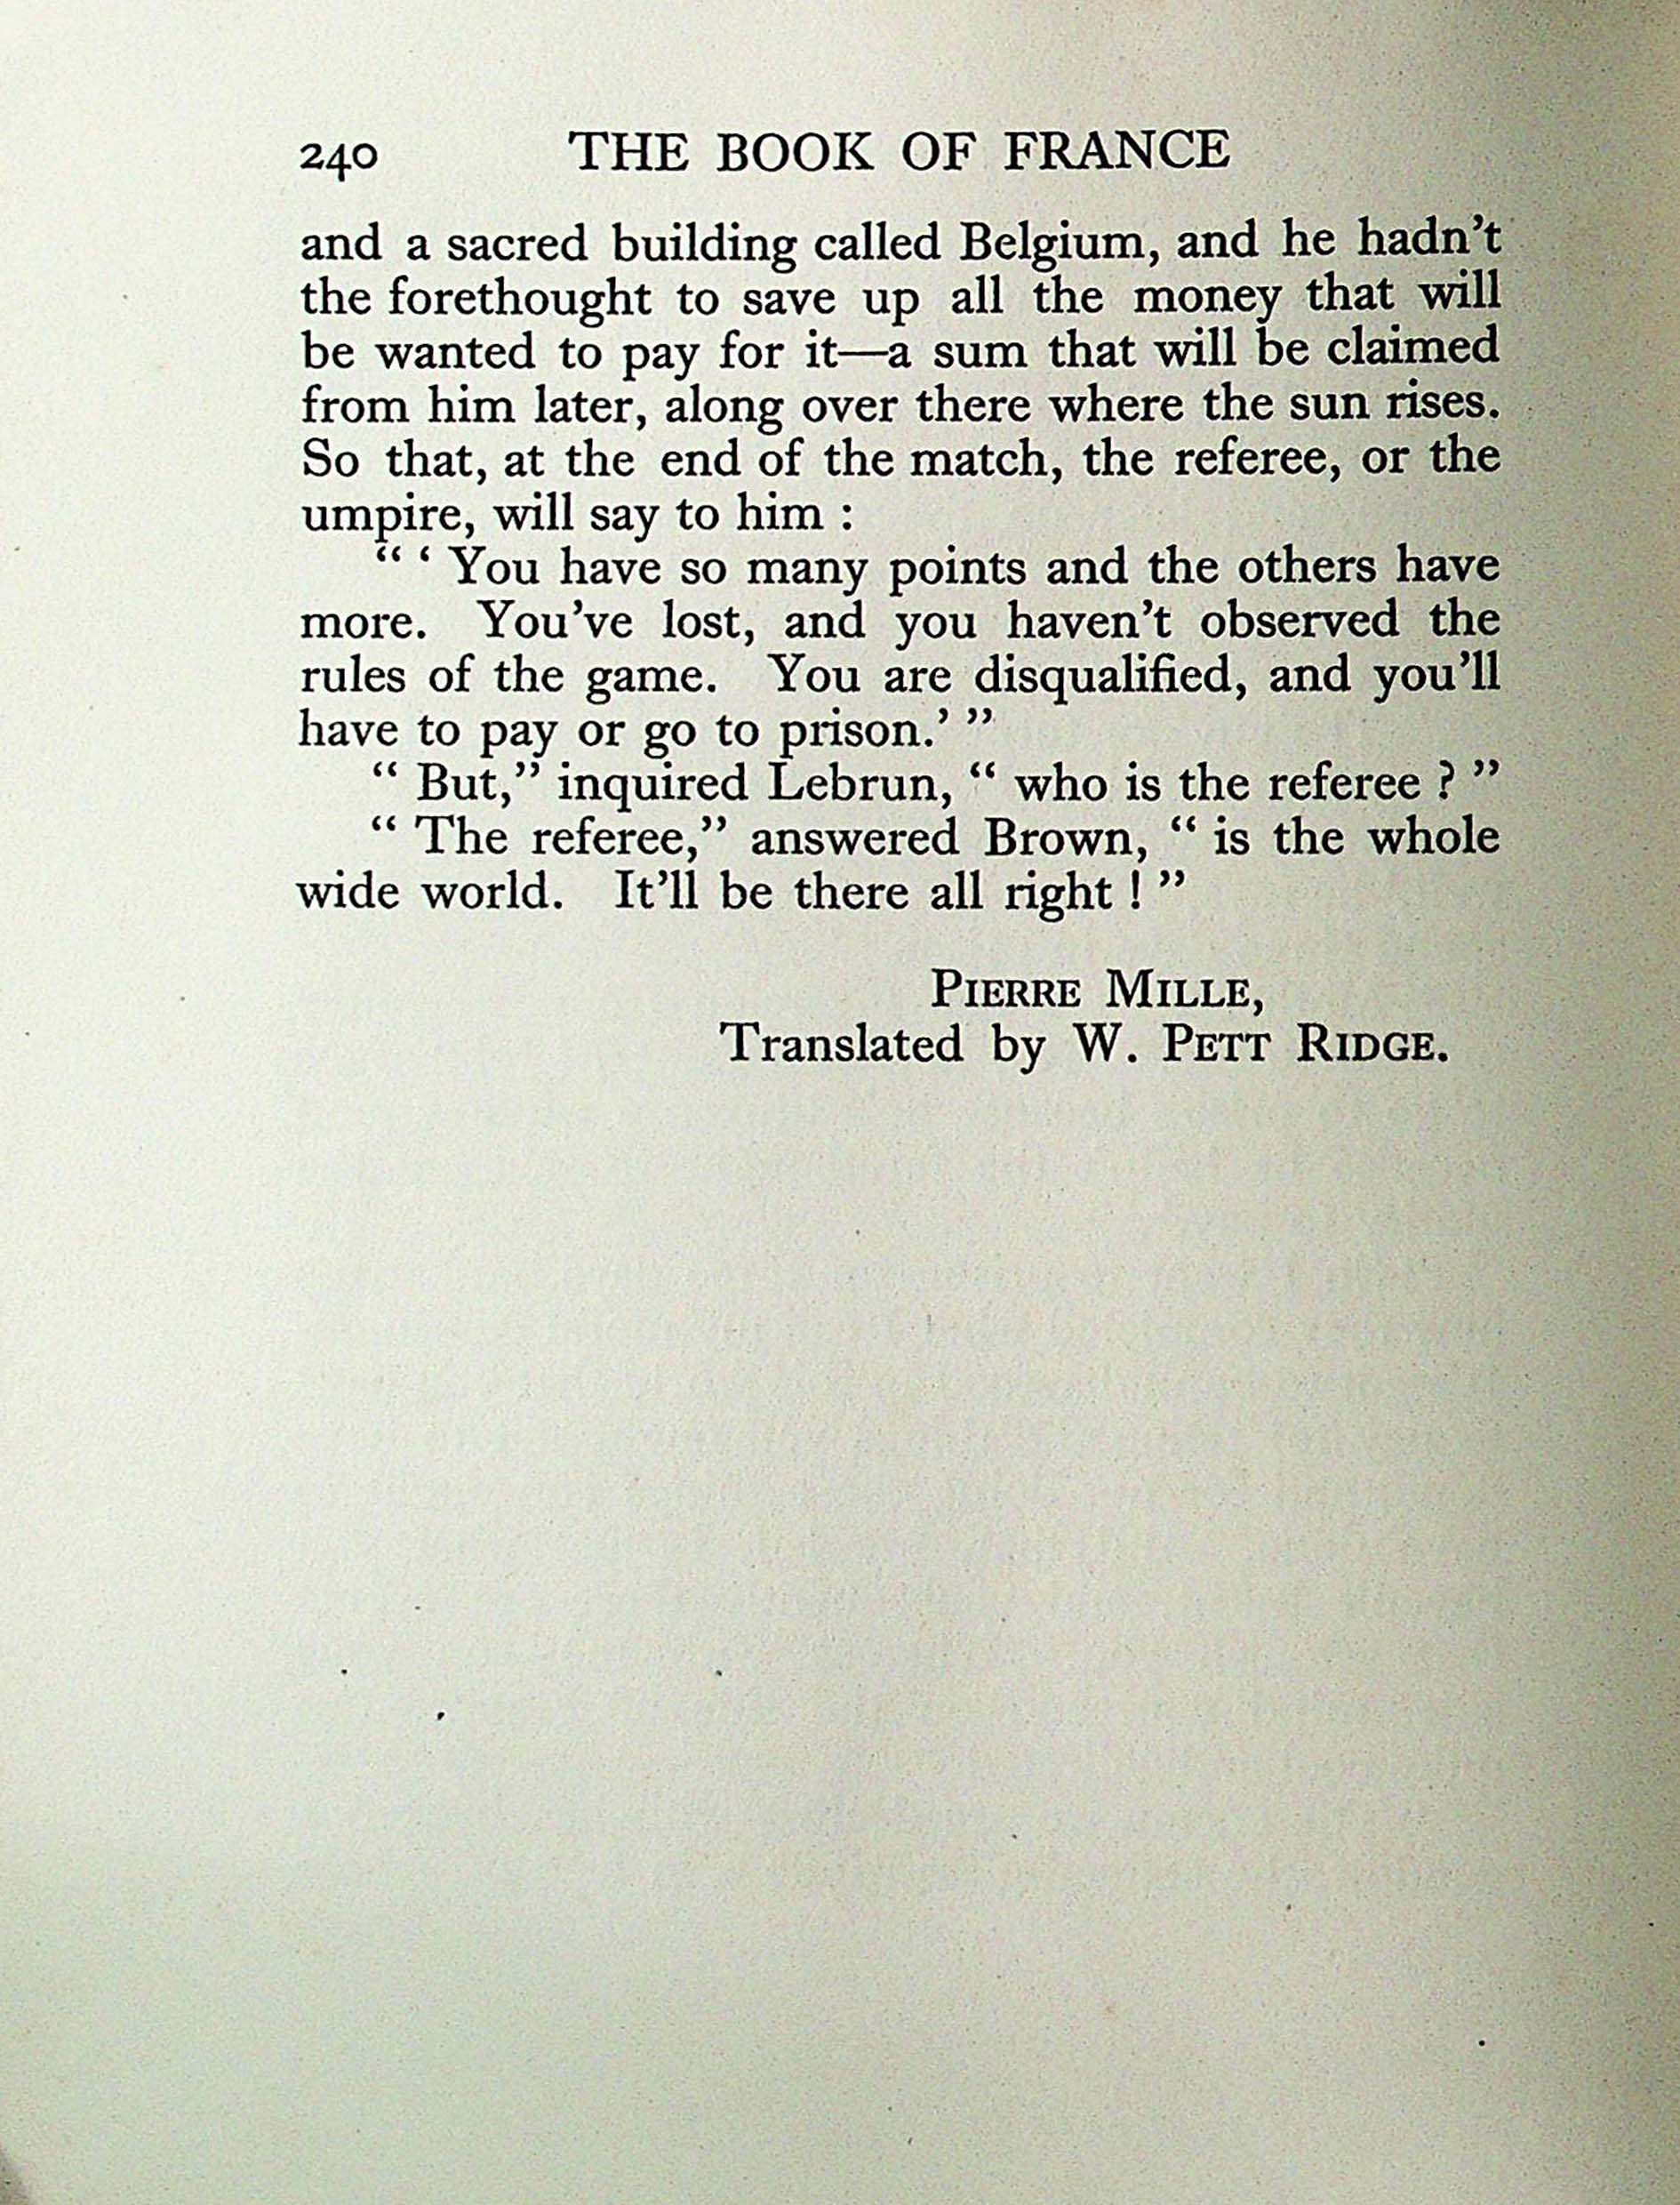 240 THE BOOK OF FRANCE
and a sacred building called Belgium, and he hadn’t
the forethought to save up all the money that will
be wanted to pay for it—a sum that will be claimed
from him later, along over there where the sun rises.
So that, at the end of the match, the referee, or the
umpire, will say to him :
“ ‘ You have so many points and the others have
more. You’ve lost, and you haven’t observed the
rules of the game. You are disqualified, and you’ll
have to pay or go to prison.’ ”
“ But,” inquired Lebrun, “ who is the referee ? ”
“ The referee,” answered Brown, “ is the whole
wide world. It’ll be there all right ! ”
PIERRE MILLE,
Translated by W. PETT RIDGE.